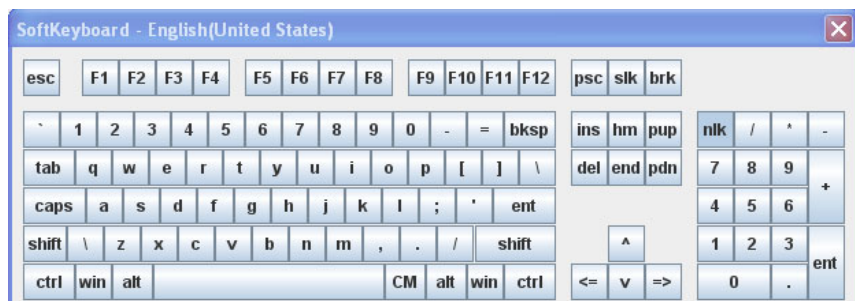 SoftKeyboard - English(United States)
esc F1 F2 F3 F4 F5 F6 F7 F8 F9 F10 F11 F12 psc slk brk
` 1 2 3 4 5 6 7 8 9 0 - = bksp ins hm pup nlk / * -
tab q w e r t y u i o p [ ] \ del end pdn 7 8 9 +
caps a s d f g h j k l ; ' ent 4 5 6
shift \ z x c v b n m , . / shift ^ 1 2 3 ent
ctrl win alt CM alt win ctrl <= v => 0 .